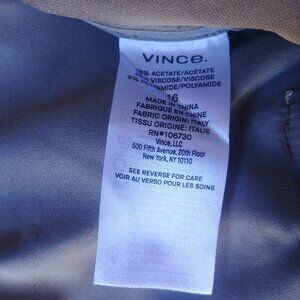 VINCE.
46% ACETATE/ACÉTATE
45% VISCOSE/VISCOSE
9% POLYAMIDE/POLYAMIDE
16
MADE IN CHINA
FABRIQUÉ EN CHINE
FABRIC ORIGIN: ITALY
TISSU ORIGINE: ITALIE
RN#106730
Vince, LLC
500 Fifth Avenue, 20th Floor
New York, NY 10110
SEE REVERSE FOR CARE
VOIR AU VERSO POUR LES SOINS